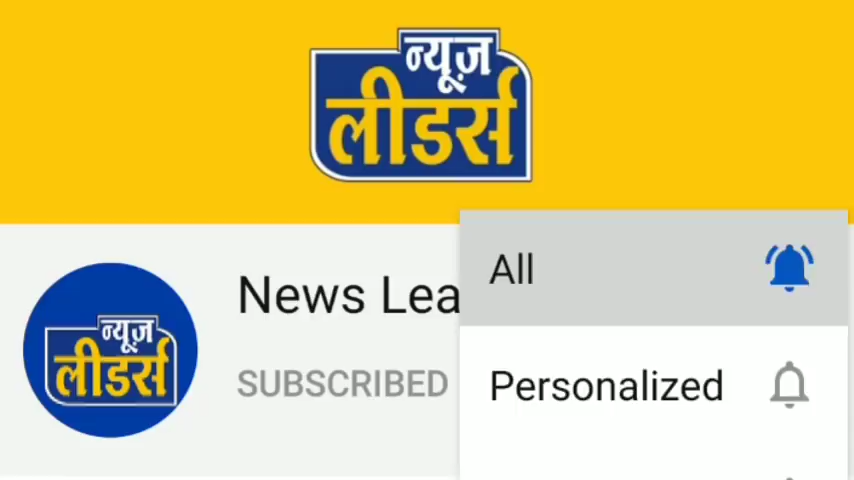 न्यूज़
लीडर्स
न्यूज़
लीडर्स
News Lea
SUBSCRIBED
All
Personalized